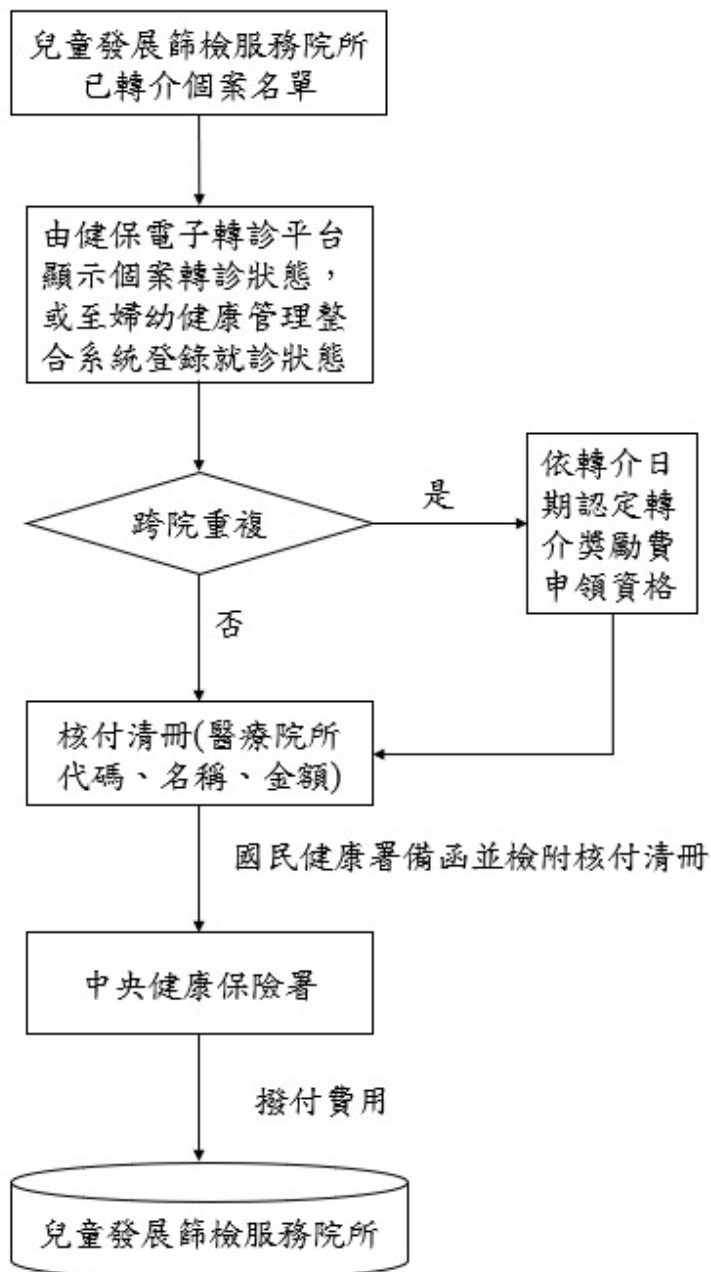 兒童發展篩檢服務院所
已轉介個案名單
由健保電子轉診平台
顯示個案轉診狀態，
或至婦幼健康管理整
合系統登錄就診狀態
跨院重複
是
依轉介日
期認定轉
介獎勵費
申領資格
否
核付清冊(醫療院所
代碼、名稱、金額)
國民健康署備函並檢附核付清冊
中央健康保險署
撥付費用
兒童發展篩檢服務院所